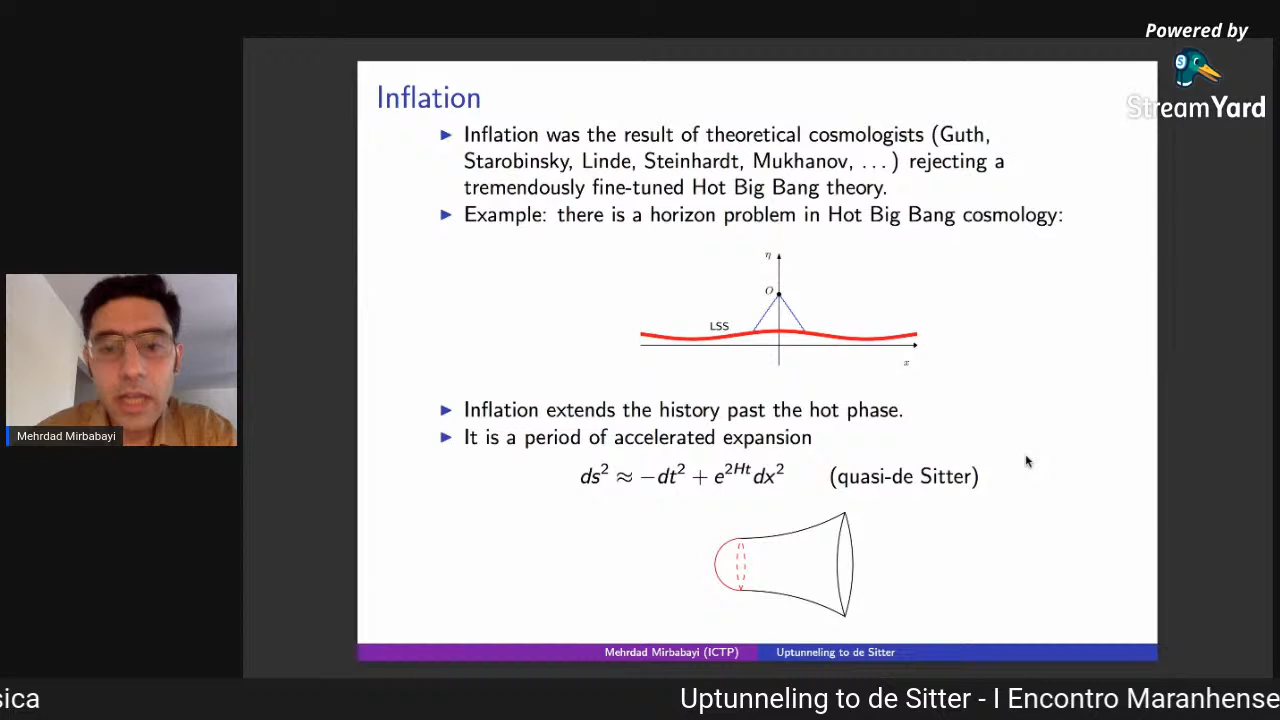 Powered by
StreamYard
Inflation
▶ Inflation was the result of theoretical cosmologists (Guth,
Starobinsky, Linde, Steinhardt, Mukhanov, . . . ) rejecting a
tremendously fine-tuned Hot Big Bang theory.
▶ Example: there is a horizon problem in Hot Big Bang cosmology:
η
O
LSS
x
▶ Inflation extends the history past the hot phase.
▶ It is a period of accelerated expansion
ds² ≈ −dt² + e²ᴴᵗdx² (quasi-de Sitter)
Mehrdad Mirbabayi
Mehrdad Mirbabayi (ICTP) Uptunneling to de Sitter
sica Uptunneling to de Sitter - I Encontro Maranhense